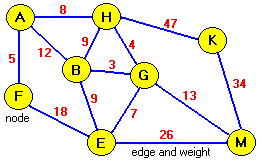 A 8 H 47 K
5 12 9 4
B 3 G 34
F 18 9 7 13
node
E 26 M
edge and weight